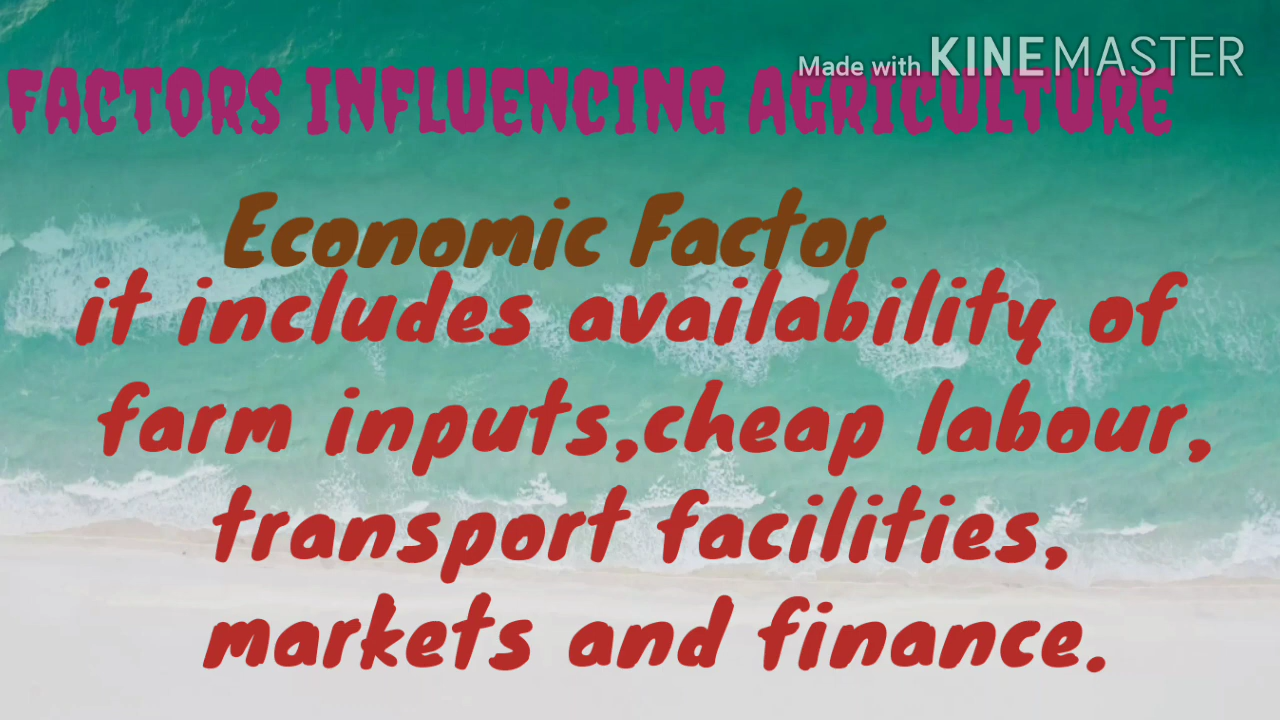 Made with KINEMASTER
FACTORS INFLUENCING AGRICULTURE
Economic Factor
it includes availability of
farm inputs,cheap labour,
transport facilities,
markets and finance.